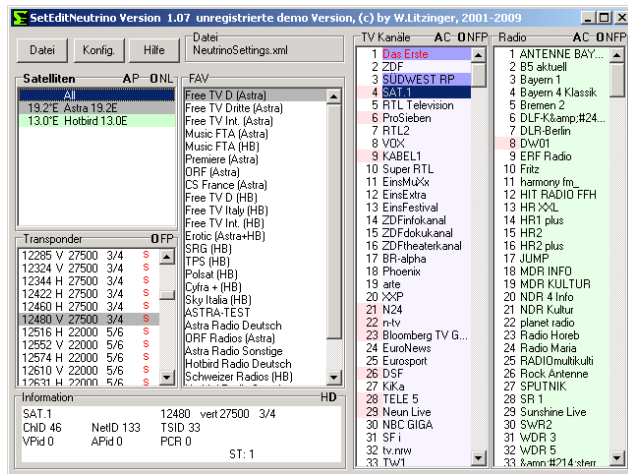 SetEditNeutrino Version 1.07 unregistrierte demo Version, (c) by W.Litzinger, 2001-2009
Datei
Konfig.
Hilfe
Datei
NeutrinoSettings.xml
Satelliten
AP-ONL
All
19.2°E Astra 19.2E
13.0°E Hotbird 13.0E
FAV
Free TV D (Astra)
Free TV Dritte (Astra)
Free TV Int. (Astra)
Music FTA (Astra)
Music FTA (HB)
Premiere (Astra)
ORF (Astra)
CS France (Astra)
Free TV D (HB)
Free TV Italy (HB)
Free TV Int. (HB)
Erotic (Astra+HB)
SRG (HB)
TPS (HB)
Polsat (HB)
Cyfra + (HB)
Sky Italia (HB)
ASTRA-TEST
Astra Radio Deutsch
ORF Radios (Astra)
Astra Radio Sonstige
Hotbird Radio Deutsch
Schweizer Radios (HB)
Transponder
OFP
12285 V 27500 3/4 S
12324 V 27500 3/4 S
12344 H 27500 3/4 S
12422 H 27500 3/4 S
12460 H 27500 3/4 S
12480 V 27500 3/4 S
12516 H 22000 5/6 S
12552 V 22000 5/6 S
12574 H 22000 5/6 S
12610 V 22000 5/6 S
12631 H 22000 5/6 S
Information
HD
SAT.1 12480 vert 27500 3/4
ChID 46 NetID 133 TSID 33
VPid 0 APid 0 PCR 0
ST: 1
TV Kanäle
AC-ONFP
1 Das Erste
2 ZDF
3 SÜDWEST RP
4 SAT.1
5 RTL Television
6 ProSieben
7 RTL2
8 VOX
9 KABEL1
10 Super RTL
11 EinsMuXx
12 EinsExtra
13 EinsFestival
14 ZDFinfokanal
15 ZDFdokukanal
16 ZDFtheaterkanal
17 BR-alpha
18 Phoenix
19 arte
20 XXP
21 N24
22 n-tv
23 Bloomberg TV G...
24 EuroNews
25 Eurosport
26 DSF
27 KiKa
28 TELE 5
29 Neun Live
30 NBC GIGA
31 SF i
32 tv.nrw
33 TW1
Radio
AC-ONFP
1 ANTENNE BAY...
2 B5 aktuell
3 Bayern 1
4 Bayern 4 Klassik
5 Bremen 2
6 DLF-K&amp;#24...
7 DLR-Berlin
8 DW01
9 ERF Radio
10 Fritz
11 harmony fm_
12 HIT RADIO FFH
13 HR XXL
14 HR1 plus
15 HR2
16 HR2 plus
17 JUMP
18 MDR INFO
19 MDR KULTUR
20 NDR 4 Info
21 NDR Kultur
22 planet radio
23 Radio Horeb
24 Radio Maria
25 RADIOmultikulti
26 Rock Antenne
27 SPUTNIK
28 SR 1
29 Sunshine Live
30 SWR2
31 WDR 3
32 WDR 5
33 &amp;#214;sterr